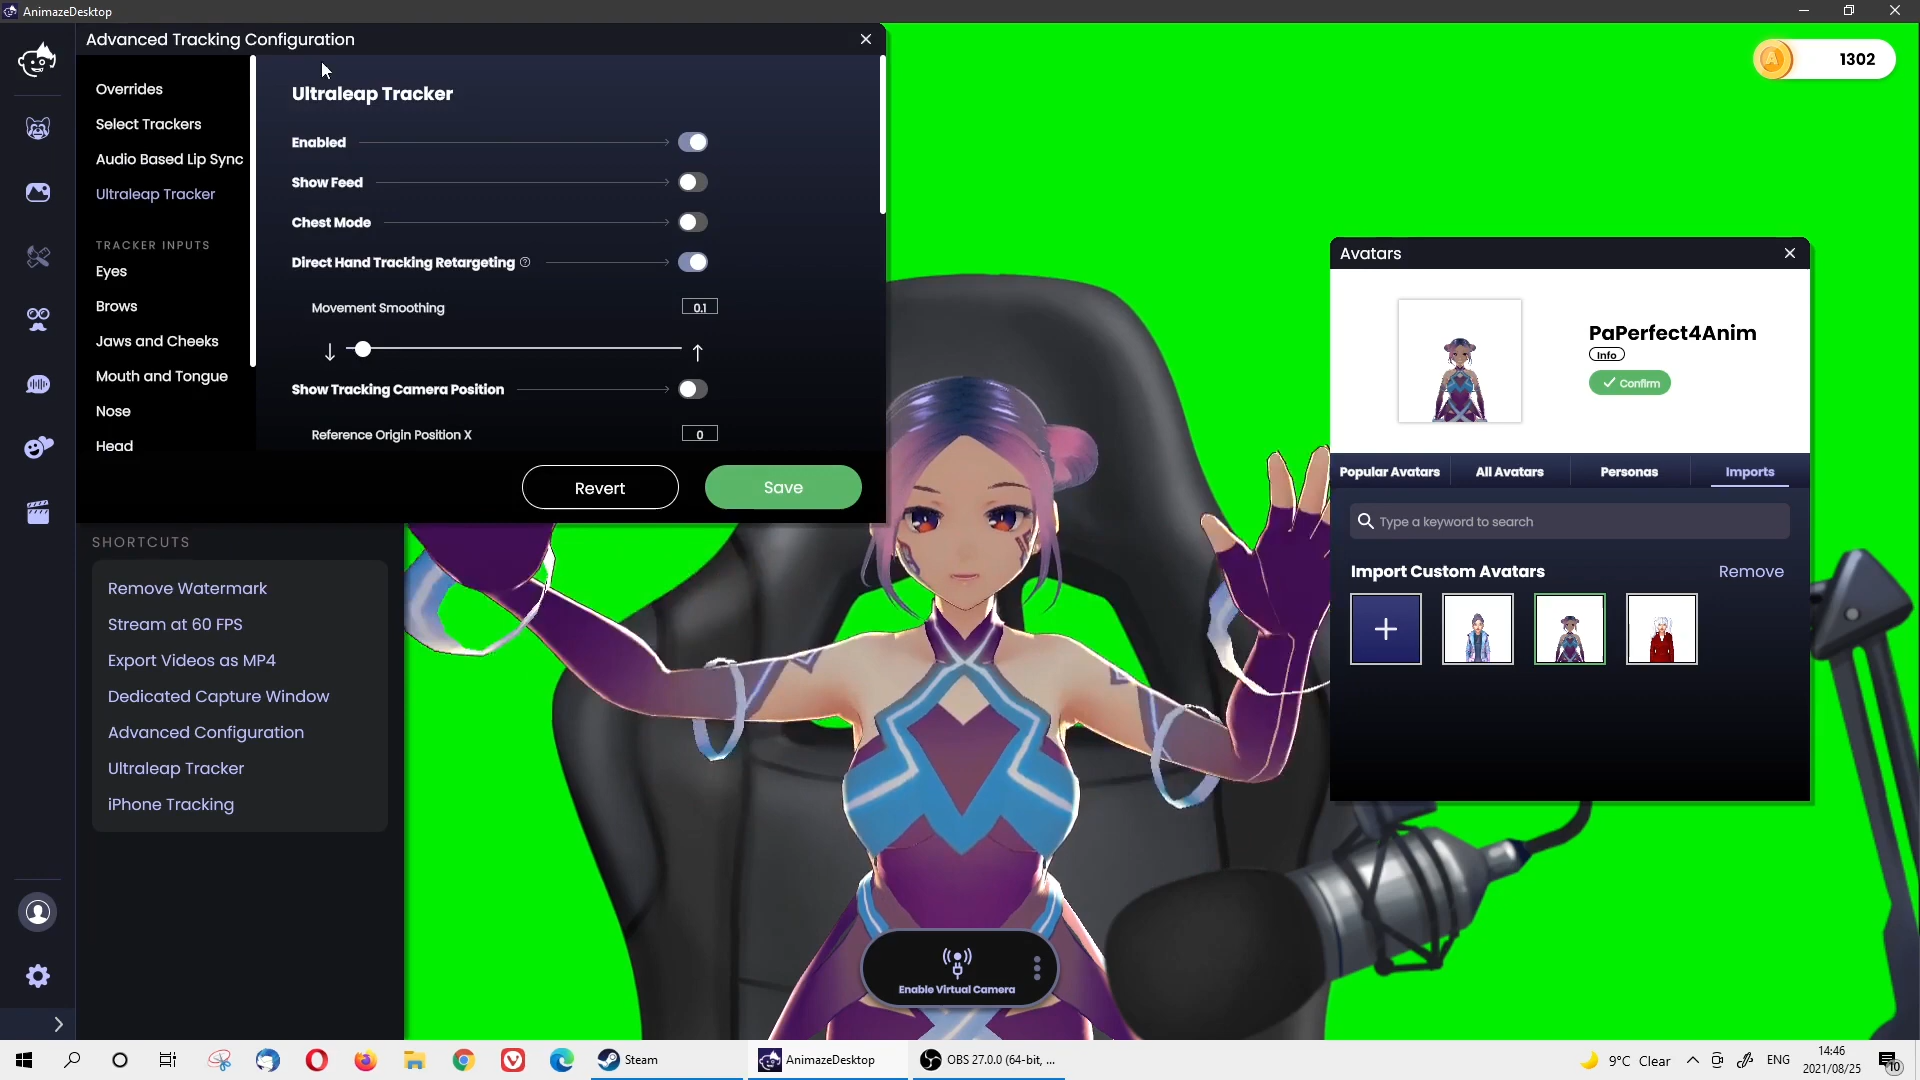 AnimazeDesktop
Advanced Tracking Configuration
1302
Overrides
Select Trackers
Audio Based Lip Sync
Ultraleap Tracker
TRACKER INPUTS
Eyes
Brows
Jaws and Cheeks
Mouth and Tongue
Nose
Head
Ultraleap Tracker
Enabled
Show Feed
Chest Mode
Direct Hand Tracking Retargeting
Movement Smoothing 0.1
Show Tracking Camera Position
Reference Origin Position X 0
Revert Save
SHORTCUTS
Remove Watermark
Stream at 60 FPS
Export Videos as MP4
Dedicated Capture Window
Advanced Configuration
Ultraleap Tracker
iPhone Tracking
Avatars
PaPerfect4Anim
Info
Confirm
Popular Avatars All Avatars Personas Imports
Type a keyword to search
Import Custom Avatars Remove
Enable Virtual Camera
Steam AnimazeDesktop OBS 27.0.0 (64-bit, ...
9°C Clear ENG
14:46
2021/08/25
10